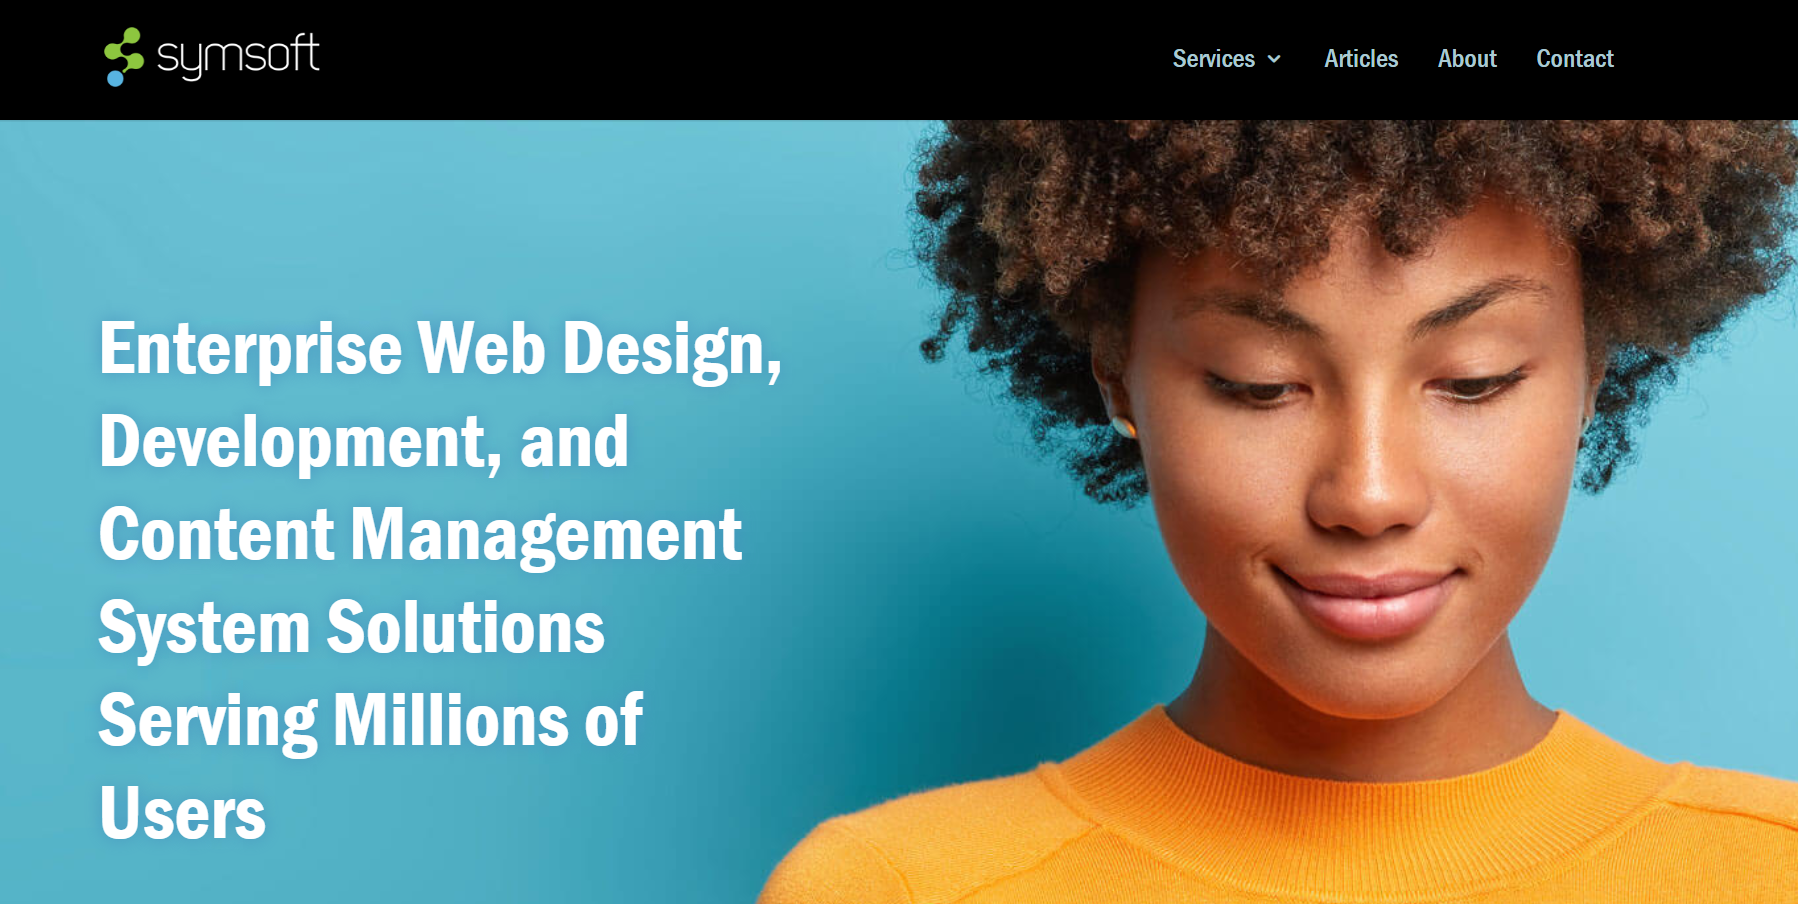 symsoft
Services
Articles
About
Contact
Enterprise Web Design,
Development, and
Content Management
System Solutions
Serving Millions of
Users